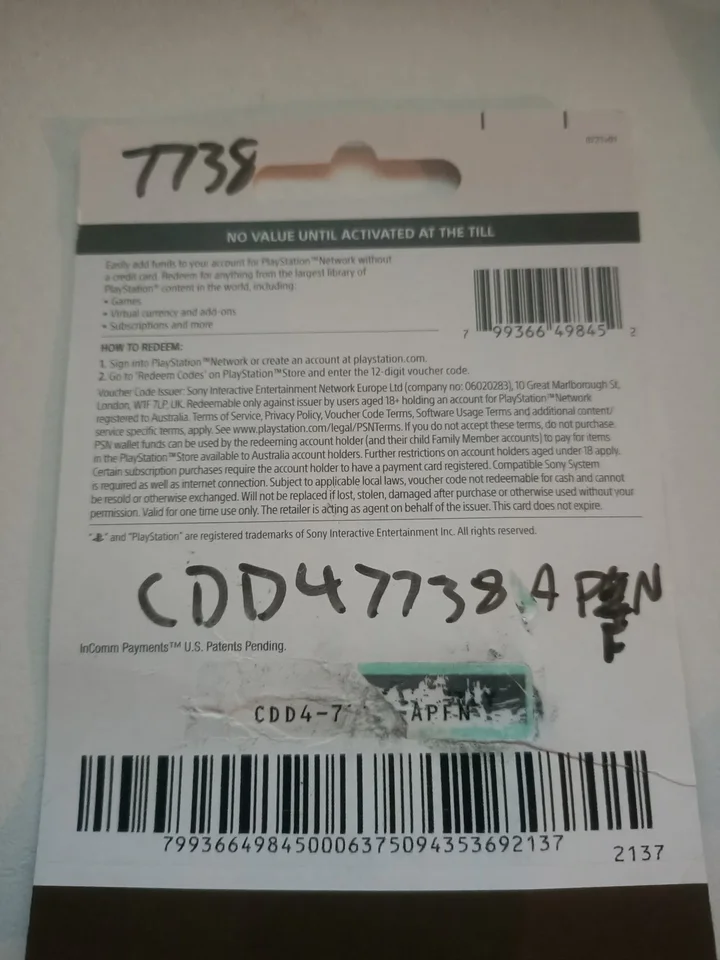 7738
NO VALUE UNTIL ACTIVATED AT THE TILL
Easily add funds to your account for PlayStation™Network without
a credit card. Redeem for anything from the largest library of
PlayStation® content in the world, including:
• Games
• Virtual currency and add-ons
• Subscriptions and more
7 99366 49845 2
HOW TO REDEEM:
1. Sign into PlayStation™Network or create an account at playstation.com.
2. Go to 'Redeem Codes' on PlayStation™Store and enter the 12-digit voucher code.
Voucher Code Issuer: Sony Interactive Entertainment Network Europe Ltd (company no: 06020283), 10 Great Marlborough St,
London, W1F 7LP, UK. Redeemable only against issuer by users aged 18+ holding an account for PlayStation™Network
registered to Australia. Terms of Service, Privacy Policy, Voucher Code Terms, Software Usage Terms and additional content/
service specific terms, apply. See www.playstation.com/legal/PSNTerms. If you do not accept these terms, do not purchase.
PSN wallet funds can be used by the redeeming account holder (and their child Family Member accounts) to pay for items
in the PlayStation™Store available to Australia account holders. Further restrictions on account holders aged under 18 apply.
Certain subscription purchases require the account holder to have a payment card registered. Compatible Sony System
is required as well as internet connection. Subject to applicable local laws, voucher code not redeemable for cash and cannot
be resold or otherwise exchanged. Will not be replaced if lost, stolen, damaged after purchase or otherwise used without your
permission. Valid for one time use only. The retailer is acting as agent on behalf of the issuer. This card does not expire.
" " and "PlayStation" are registered trademarks of Sony Interactive Entertainment Inc. All rights reserved.
CDD47738.AP N
F
InComm Payments™ U.S. Patents Pending.
CDD4-7 APFN
799366498450006375094353692137
2137